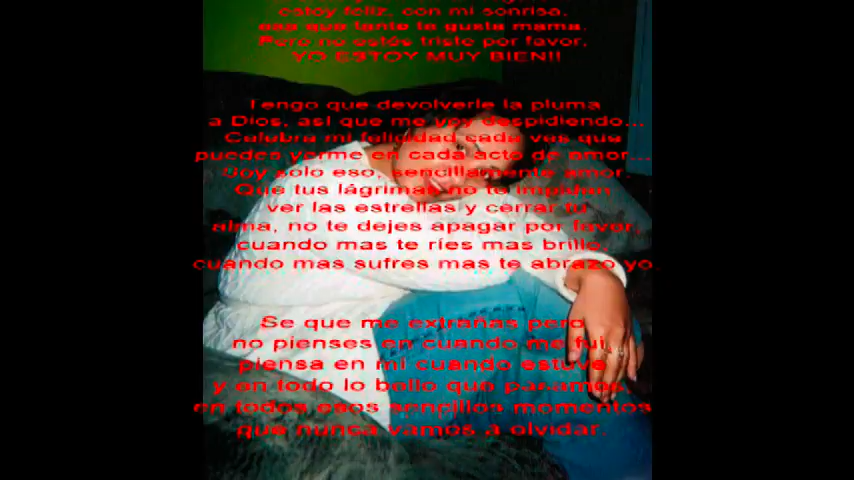 estoy feliz, con mi sonrisa,
esa que tanto te gusta mama.
Pero no estés triste por favor,
YO ESTOY MUY BIEN!!
Tengo que devolverle la pluma
a Dios, así que me voy despidiendo...
Celebra mi felicidad cada ves que
puedes verme en cada acto de amor...
Soy solo eso, sencillamente amor.
Que tus lágrimas no te impidan
ver las estrellas y cerrar tu
alma, no te dejes apagar por favor,
cuando mas te ríes mas brillo,
cuando mas sufres mas te abrazo yo.
Se que me extrañas pero
no pienses en cuando me fui,
piensa en mi cuando estuve
y en todo lo bello que pasamos,
en todos esos sencillos momentos
que nunca vamos a olvidar.